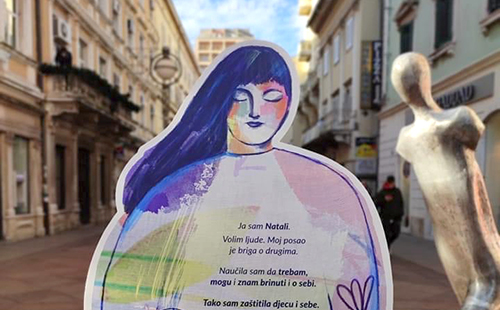 Ja sam Natali.
Volim ljude. Moj posao
je briga o drugima.
Naučila sam da trebam,
mogu i znam brinuti i o sebi.
Tako sam zaštitila djecu i sebe.